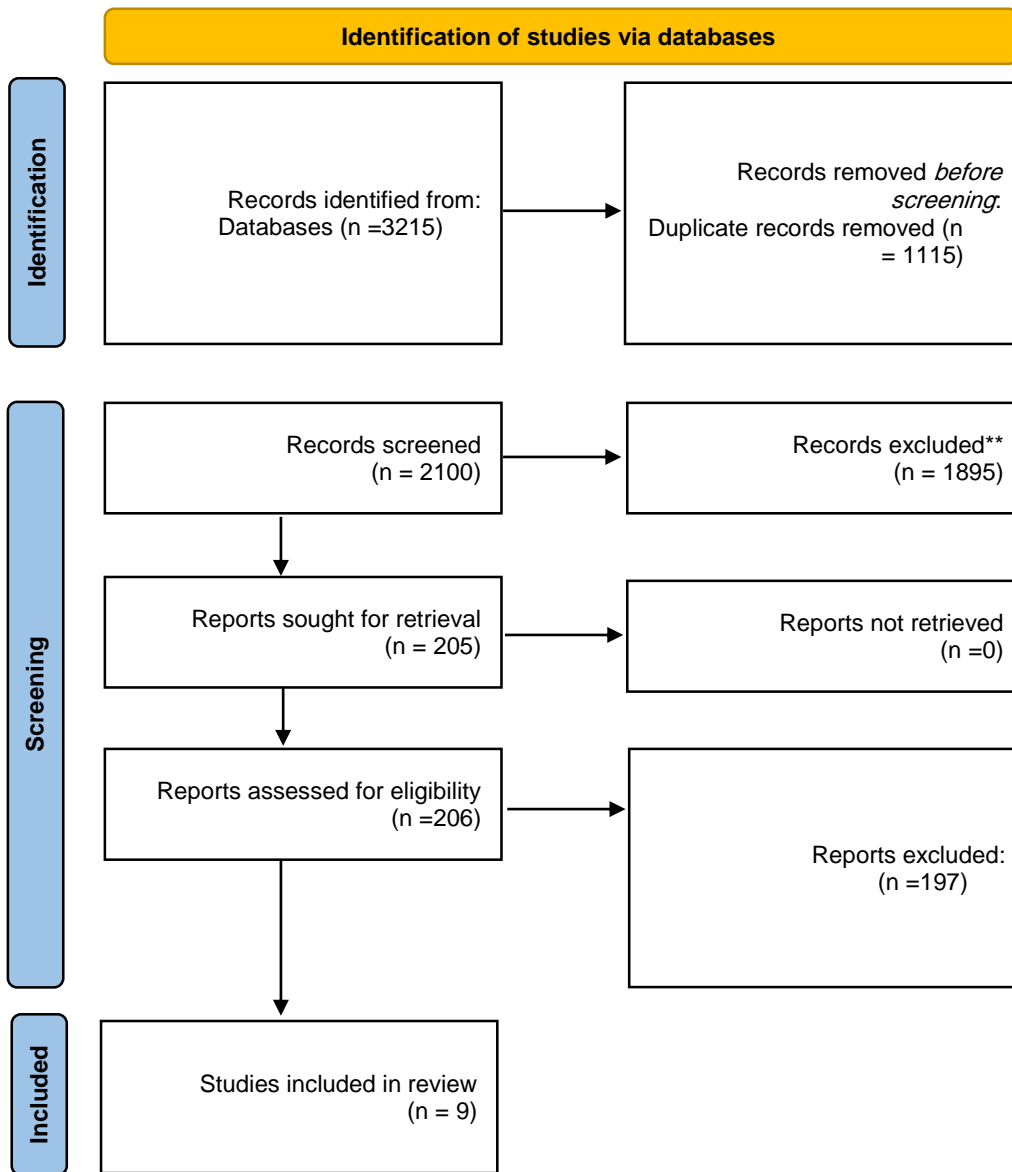 Identification of studies via databases
Identification
Records identified from:
Databases (n =3215)
Records removed before
screening:
Duplicate records removed (n
= 1115)
Screening
Records screened
(n = 2100)
Records excluded**
(n = 1895)
Reports sought for retrieval
(n = 205)
Reports not retrieved
(n =0)
Reports assessed for eligibility
(n =206)
Reports excluded:
(n =197)
Included
Studies included in review
(n = 9)